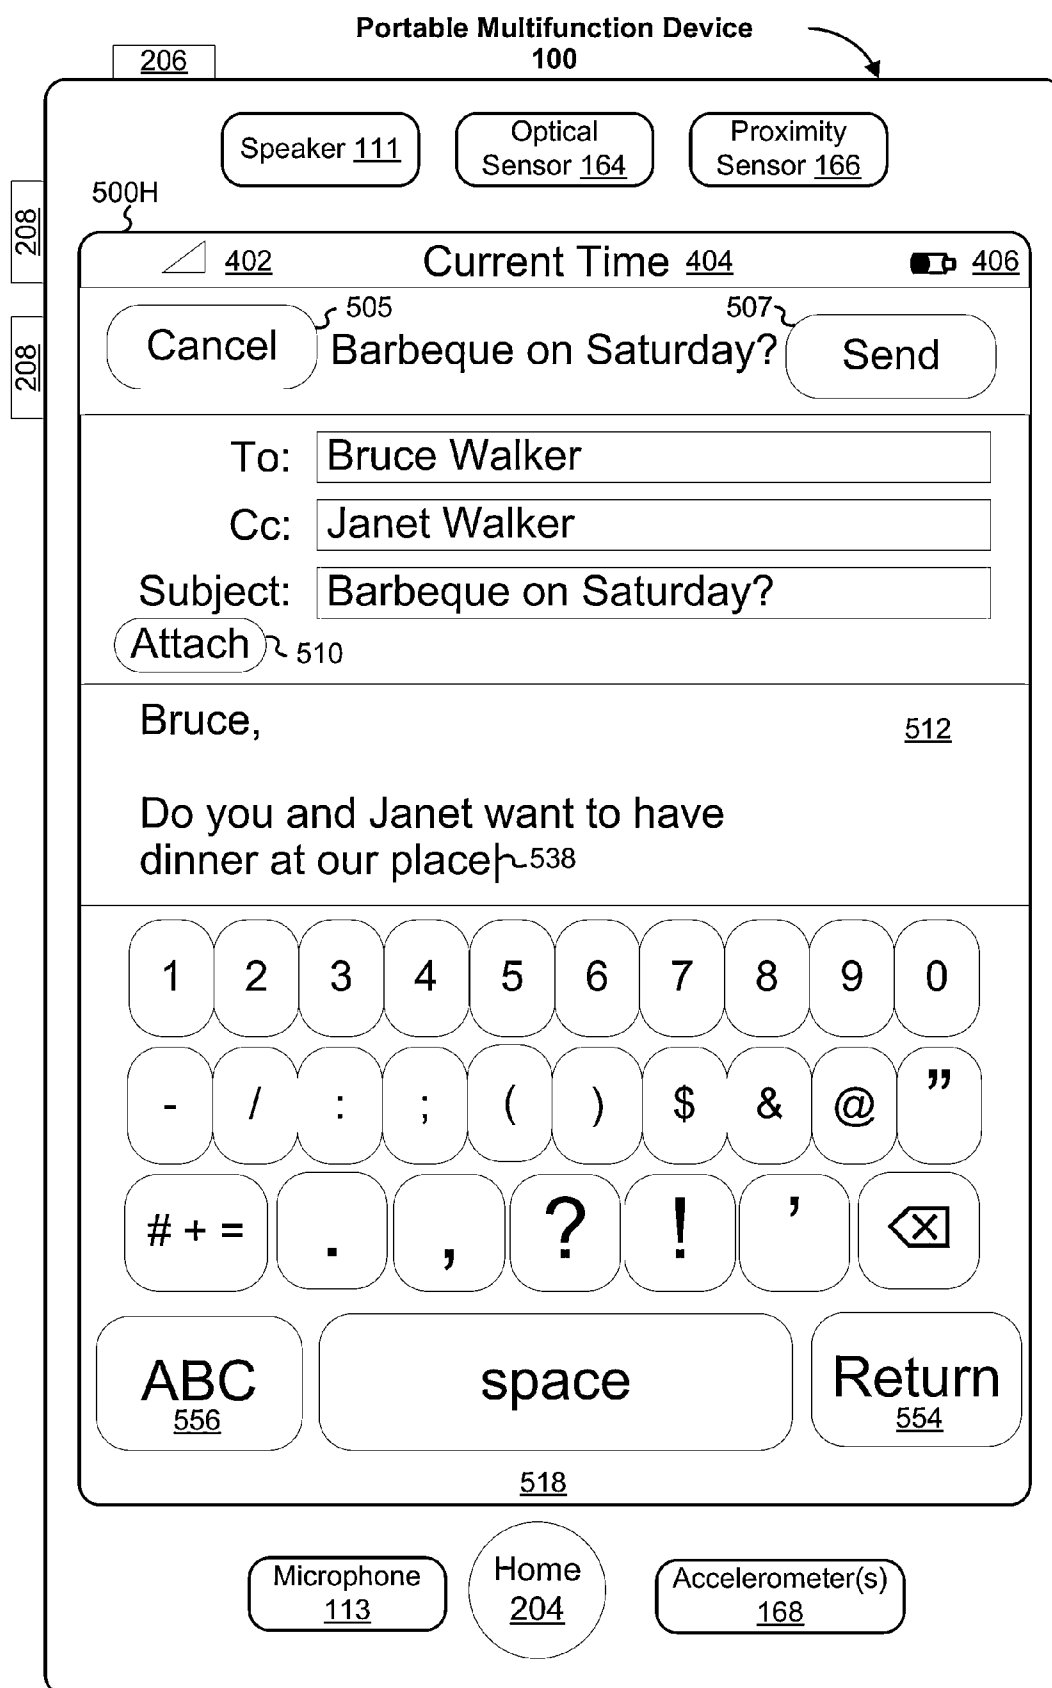 Portable Multifunction Device
100
206
Speaker 111
Optical
Sensor 164
Proximity
Sensor 166
208
208
500H
402
Current Time 404
406
Cancel
505
Barbeque on Saturday?
507
Send
To: Bruce Walker
Cc: Janet Walker
Subject: Barbeque on Saturday?
Attach 510
Bruce,
512
Do you and Janet want to have
dinner at our place 538
1 2 3 4 5 6 7 8 9 0
- / : ; ( ) $ & @ ”
# + = . , ? ! ’
ABC
556
space
Return
554
518
Microphone
113
Home
204
Accelerometer(s)
168